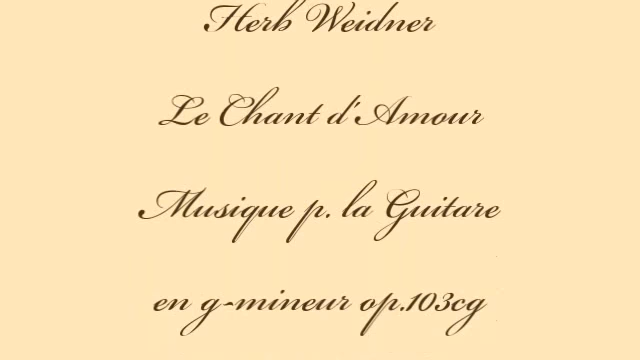 Herb Weidner
Le Chant d'Amour
Musique p. la Guitare
en g-mineur op.103cg